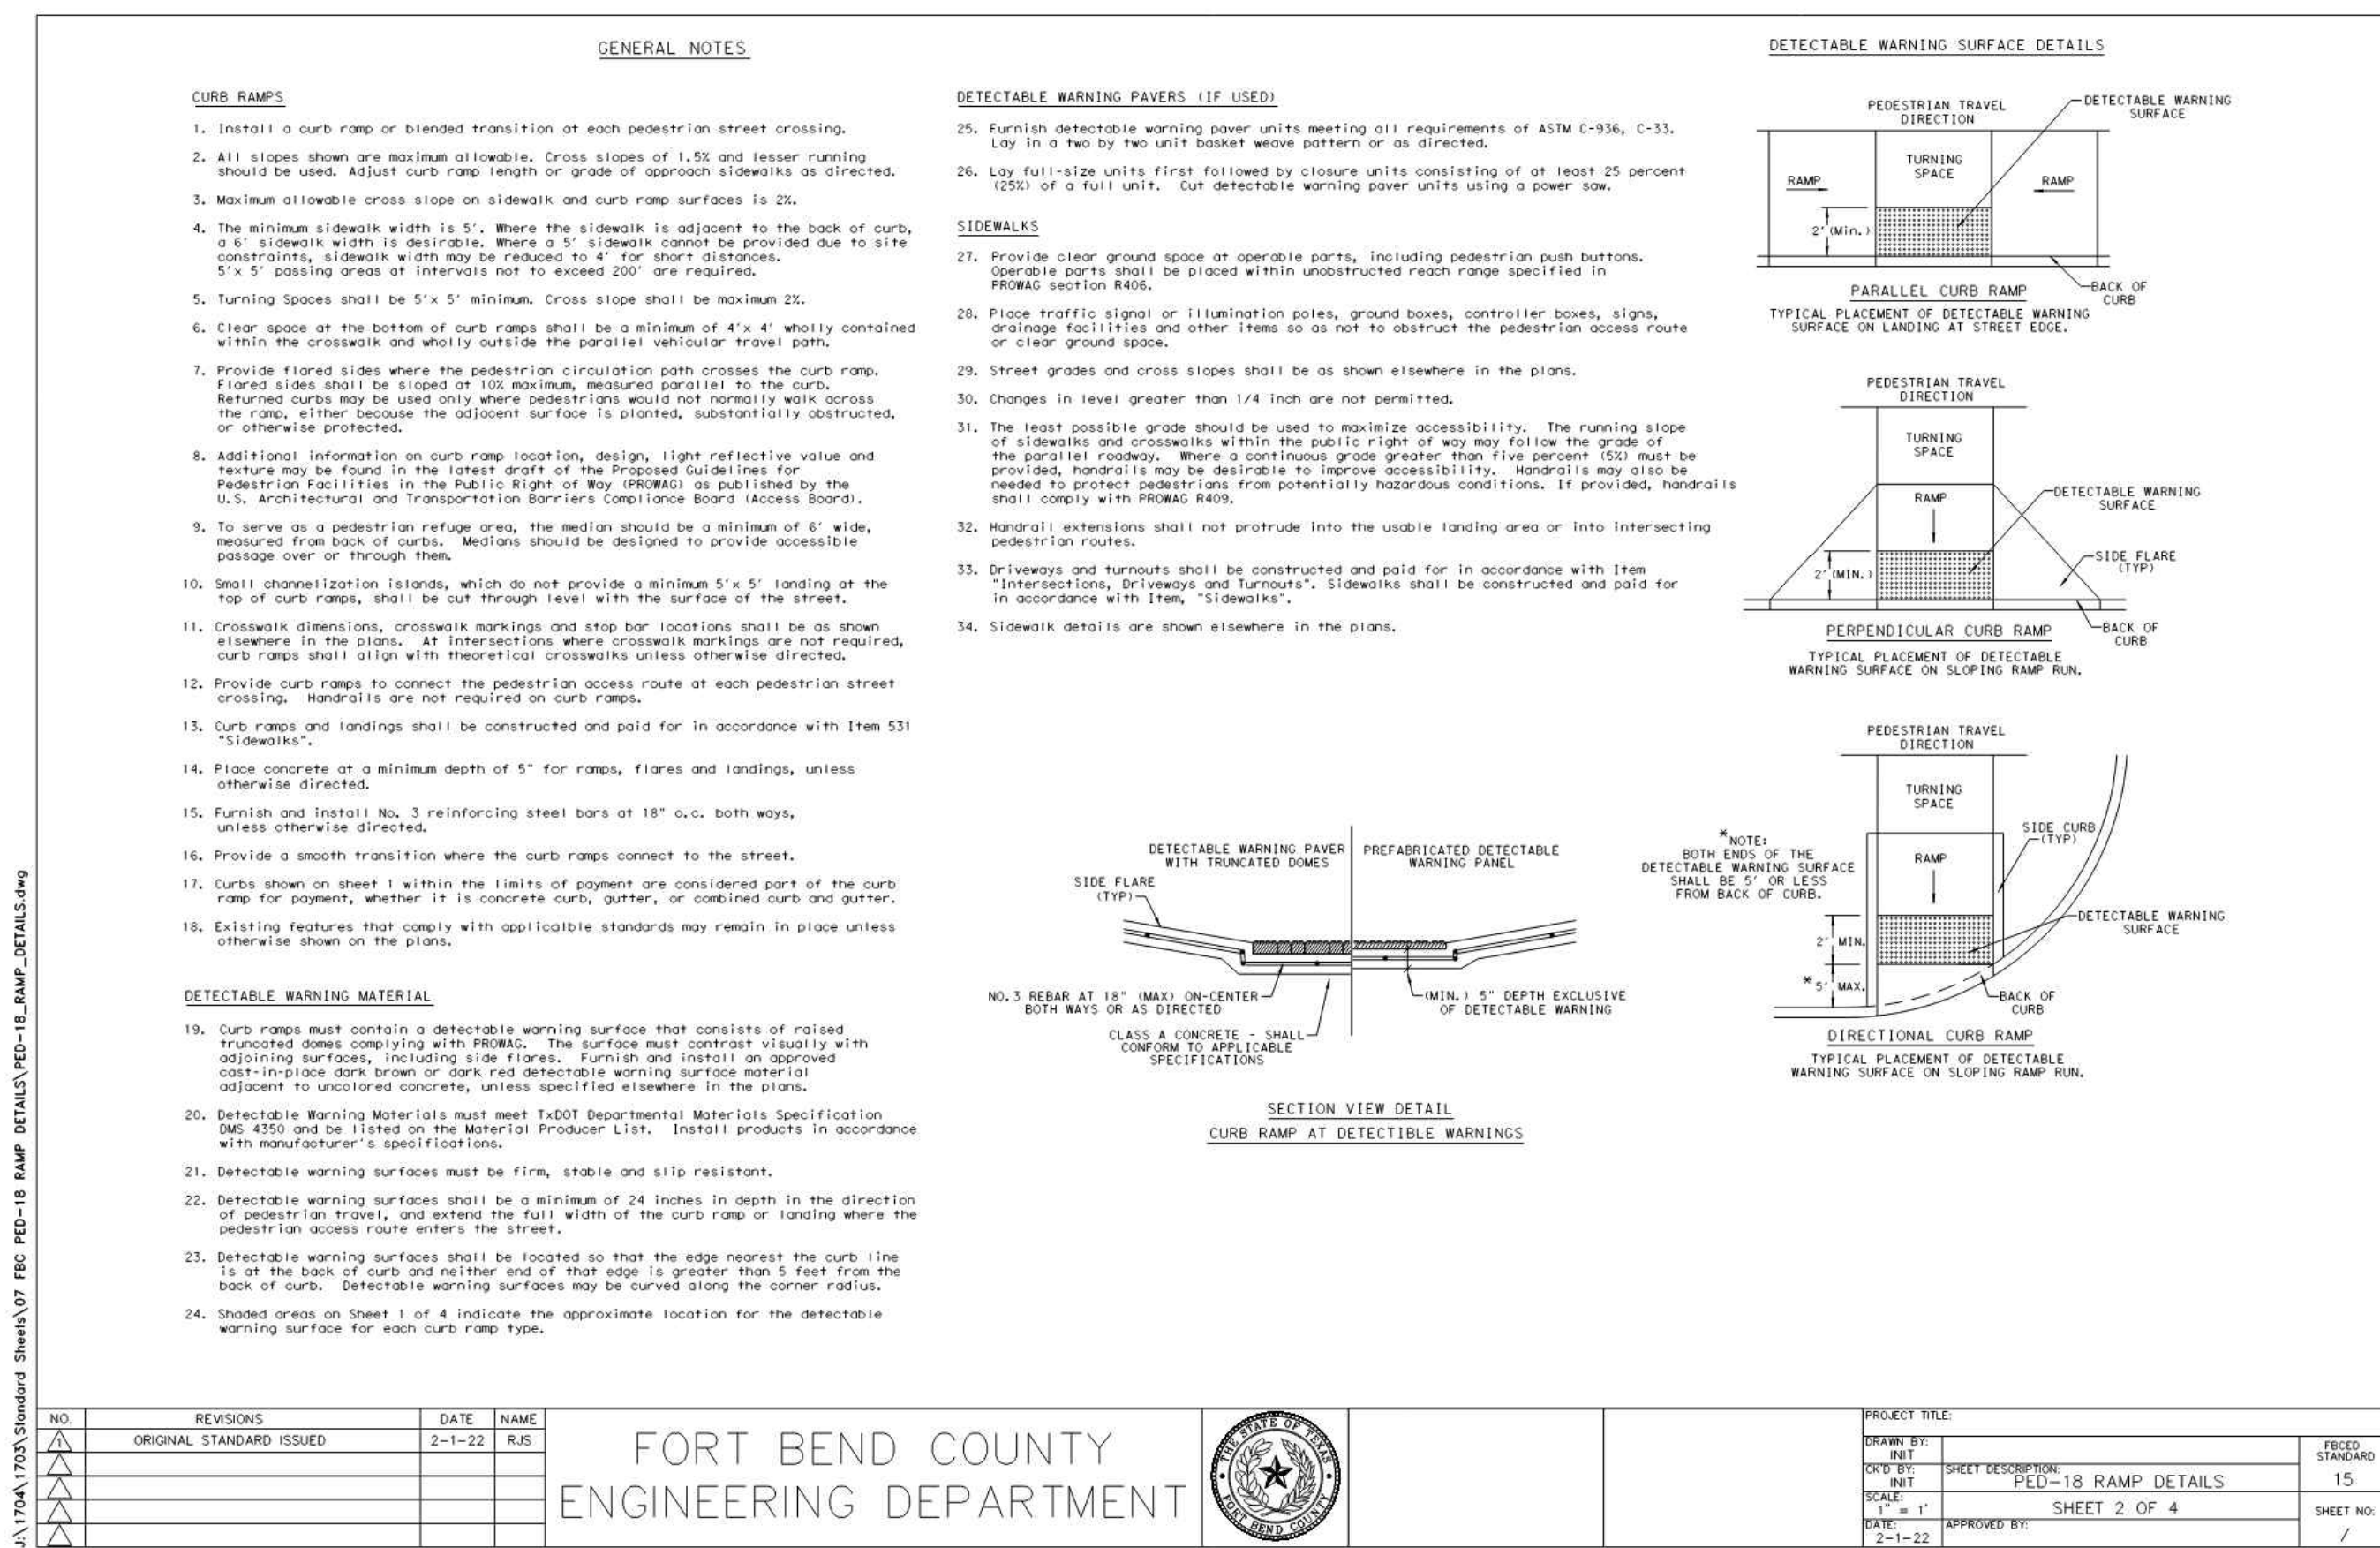 GENERAL NOTES
CURB RAMPS
1. Install a curb ramp or blended transition at each pedestrian street crossing.
2. All slopes shown are maximum allowable. Cross slopes of 1.5% and lesser running
should be used. Adjust curb ramp length or grade of approach sidewalks as directed.
3. Maximum allowable cross slope on sidewalk and curb ramp surfaces is 2%.
4. The minimum sidewalk width is 5'. Where the sidewalk is adjacent to the back of curb,
a 6' sidewalk width is desirable. Where a 5' sidewalk cannot be provided due to site
constraints, sidewalk width may be reduced to 4' for short distances.
5'x 5' passing areas at intervals not to exceed 200' are required.
5. Turning Spaces shall be 5'x 5' minimum. Cross slope shall be maximum 2%.
6. Clear space at the bottom of curb ramps shall be a minimum of 4'x 4' wholly contained
within the crosswalk and wholly outside the parallel vehicular travel path.
7. Provide flared sides where the pedestrian circulation path crosses the curb ramp.
Flared sides shall be sloped at 10% maximum, measured parallel to the curb.
Returned curbs may be used only where pedestrians would not normally walk across
the ramp, either because the adjacent surface is planted, substantially obstructed,
or otherwise protected.
8. Additional information on curb ramp location, design, light reflective value and
texture may be found in the latest draft of the Proposed Guidelines for
Pedestrian Facilities in the Public Right of Way (PROWAG) as published by the
U.S. Architectural and Transportation Barriers Compliance Board (Access Board).
9. To serve as a pedestrian refuge area, the median should be a minimum of 6' wide,
measured from back of curbs. Medians should be designed to provide accessible
passage over or through them.
10. Small channelization islands, which do not provide a minimum 5'x 5' landing at the
top of curb ramps, shall be cut through level with the surface of the street.
11. Crosswalk dimensions, crosswalk markings and stop bar locations shall be as shown
elsewhere in the plans. At intersections where crosswalk markings are not required,
curb ramps shall align with theoretical crosswalks unless otherwise directed.
12. Provide curb ramps to connect the pedestrian access route at each pedestrian street
crossing. Handrails are not required on curb ramps.
13. Curb ramps and landings shall be constructed and paid for in accordance with Item 531
"Sidewalks".
14. Place concrete at a minimum depth of 5" for ramps, flares and landings, unless
otherwise directed.
15. Furnish and install No. 3 reinforcing steel bars at 18" o.c. both ways,
unless otherwise directed.
16. Provide a smooth transition where the curb ramps connect to the street.
17. Curbs shown on sheet 1 within the limits of payment are considered part of the curb
ramp for payment, whether it is concrete curb, gutter, or combined curb and gutter.
18. Existing features that comply with applicalble standards may remain in place unless
otherwise shown on the plans.
DETECTABLE WARNING MATERIAL
19. Curb ramps must contain a detectable warning surface that consists of raised
truncated domes complying with PROWAG. The surface must contrast visually with
adjoining surfaces, including side flares. Furnish and install an approved
cast-in-place dark brown or dark red detectable warning surface material
adjacent to uncolored concrete, unless specified elsewhere in the plans.
20. Detectable Warning Materials must meet TxDOT Departmental Materials Specification
DMS 4350 and be listed on the Material Producer List. Install products in accordance
with manufacturer's specifications.
21. Detectable warning surfaces must be firm, stable and slip resistant.
22. Detectable warning surfaces shall be a minimum of 24 inches in depth in the direction
of pedestrian travel, and extend the full width of the curb ramp or landing where the
pedestrian access route enters the street.
23. Detectable warning surfaces shall be located so that the edge nearest the curb line
is at the back of curb and neither end of that edge is greater than 5 feet from the
back of curb. Detectable warning surfaces may be curved along the corner radius.
24. Shaded areas on Sheet 1 of 4 indicate the approximate location for the detectable
warning surface for each curb ramp type.
DETECTABLE WARNING PAVERS (IF USED)
25. Furnish detectable warning paver units meeting all requirements of ASTM C-936, C-33.
Lay in a two by two unit basket weave pattern or as directed.
26. Lay full-size units first followed by closure units consisting of at least 25 percent
(25%) of a full unit. Cut detectable warning paver units using a power saw.
SIDEWALKS
27. Provide clear ground space at operable parts, including pedestrian push buttons.
Operable parts shall be placed within unobstructed reach range specified in
PROWAG section R406.
28. Place traffic signal or illumination poles, ground boxes, controller boxes, signs,
drainage facilities and other items so as not to obstruct the pedestrian access route
or clear ground space.
29. Street grades and cross slopes shall be as shown elsewhere in the plans.
30. Changes in level greater than 1/4 inch are not permitted.
31. The least possible grade should be used to maximize accessibility. The running slope
of sidewalks and crosswalks within the public right of way may follow the grade of
the parallel roadway. Where a continuous grade greater than five percent (5%) must be
provided, handrails may be desirable to improve accessibility. Handrails may also be
needed to protect pedestrians from potentially hazardous conditions. If provided, handrails
shall comply with PROWAG R409.
32. Handrail extensions shall not protrude into the usable landing area or into intersecting
pedestrian routes.
33. Driveways and turnouts shall be constructed and paid for in accordance with Item
"Intersections, Driveways and Turnouts". Sidewalks shall be constructed and paid for
in accordance with Item, "Sidewalks".
34. Sidewalk details are shown elsewhere in the plans.
DETECTABLE WARNING PAVER
WITH TRUNCATED DOMES
PREFABRICATED DETECTABLE
WARNING PANEL
SIDE FLARE
(TYP)
NO.3 REBAR AT 18" (MAX) ON-CENTER
BOTH WAYS OR AS DIRECTED
(MIN.) 5" DEPTH EXCLUSIVE
OF DETECTABLE WARNING
CLASS A CONCRETE - SHALL
CONFORM TO APPLICABLE
SPECIFICATIONS
SECTION VIEW DETAIL
CURB RAMP AT DETECTIBLE WARNINGS
DETECTABLE WARNING SURFACE DETAILS
PEDESTRIAN TRAVEL
DIRECTION
DETECTABLE WARNING
SURFACE
TURNING
SPACE
RAMP
RAMP
2' (Min.)
BACK OF
CURB
PARALLEL CURB RAMP
TYPICAL PLACEMENT OF DETECTABLE WARNING
SURFACE ON LANDING AT STREET EDGE.
PEDESTRIAN TRAVEL
DIRECTION
TURNING
SPACE
RAMP
DETECTABLE WARNING
SURFACE
SIDE FLARE
(TYP)
2' (MIN.)
BACK OF
CURB
PERPENDICULAR CURB RAMP
TYPICAL PLACEMENT OF DETECTABLE
WARNING SURFACE ON SLOPING RAMP RUN.
PEDESTRIAN TRAVEL
DIRECTION
TURNING
SPACE
SIDE CURB
(TYP)
*NOTE:
BOTH ENDS OF THE
DETECTABLE WARNING SURFACE
SHALL BE 5' OR LESS
FROM BACK OF CURB.
RAMP
DETECTABLE WARNING
SURFACE
2' MIN.
* 5' MAX.
BACK OF
CURB
DIRECTIONAL CURB RAMP
TYPICAL PLACEMENT OF DETECTABLE
WARNING SURFACE ON SLOPING RAMP RUN.
J:\1704\1703\Standard Sheets\07 FBC PED-18 RAMP DETAILS\PED-18_RAMP_DETAILS.dwg
NO. REVISIONS DATE NAME
1 ORIGINAL STANDARD ISSUED 2-1-22 RJS
FORT BEND COUNTY
ENGINEERING DEPARTMENT
THE STATE OF TEXAS
FORT BEND COUNTY
PROJECT TITLE:
DRAWN BY:
INIT
CK'D BY:
INIT
SCALE:
1" = 1'
DATE:
2-1-22
SHEET DESCRIPTION:
PED-18 RAMP DETAILS
SHEET 2 OF 4
APPROVED BY:
FBCED
STANDARD
15
SHEET NO:
/